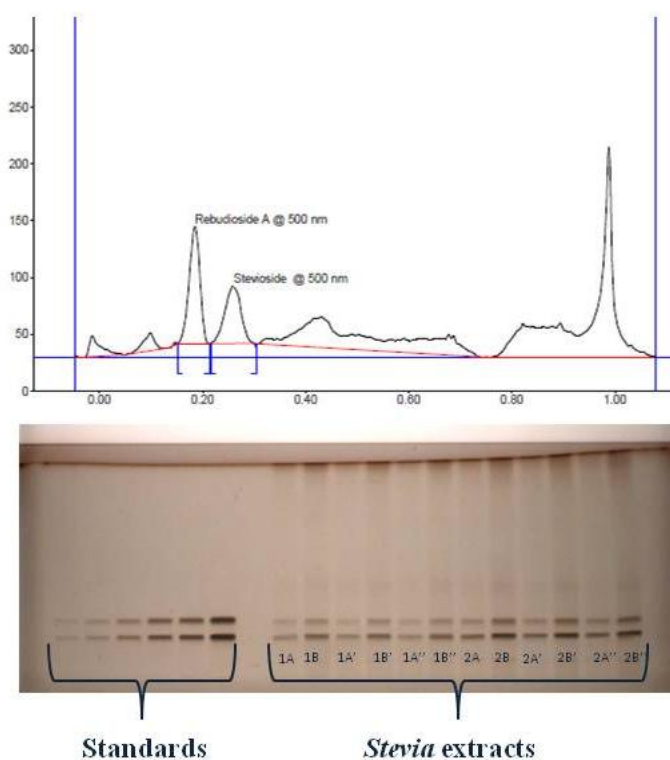 300
250
200
150
100
50
0
Rebudioside A @ 500 nm
Stevioside @ 500 nm
0.00 0.20 0.40 0.60 0.80 1.00
1A 1B 1A' 1B' 1A'' 1B'' 2A 2B 2A' 2B' 2A'' 2B''
Standards Stevia extracts